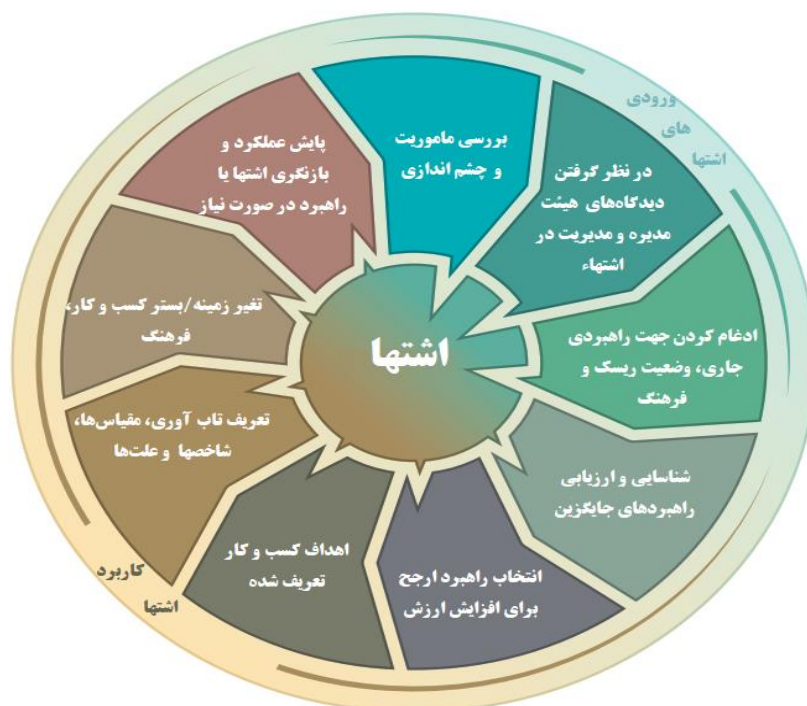 ورودی
های
اشتها
بررسی ماموریت
و چشم اندازی
در نظر گرفتن
دیدگاه‌های هیئت
مدیره و مدیریت در
اشتهاء
ادغام کردن جهت راهبردی
جاری، وضعیت ریسک و
فرهنگ
شناسایی و ارزیابی
راهبردهای جایگزین
انتخاب راهبرد ارجح
برای افزایش ارزش
اهداف کسب و کار
تعریف شده
تعریف تاب آوری، مقیاس‌ها،
شاخصها و علت‌ها
تغیر زمینه/بستر کسب و کار،
فرهنگ
پایش عملکرد و
بازنگری اشتها یا
راهبرد در صورت نیاز
اشتها
کاربرد
اشتها